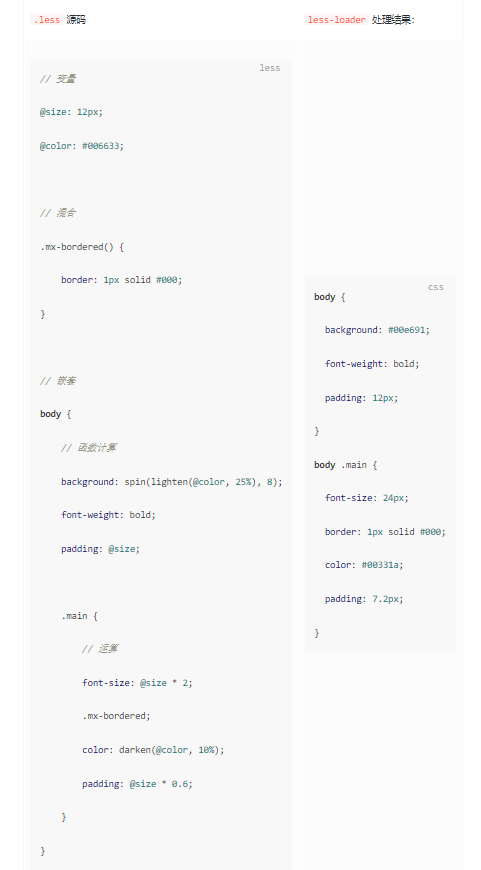 .less 源码
less
// 变量
@size: 12px;
@color: #006633;
// 混合
.mx-bordered() {
border: 1px solid #000;
}
// 嵌套
body {
// 函数计算
background: spin(lighten(@color, 25%), 8);
font-weight: bold;
padding: @size;
.main {
// 运算
font-size: @size * 2;
.mx-bordered;
color: darken(@color, 10%);
padding: @size * 0.6;
}
}
less-loader 处理结果:
css
body {
background: #00e691;
font-weight: bold;
padding: 12px;
}
body .main {
font-size: 24px;
border: 1px solid #000;
color: #00331a;
padding: 7.2px;
}